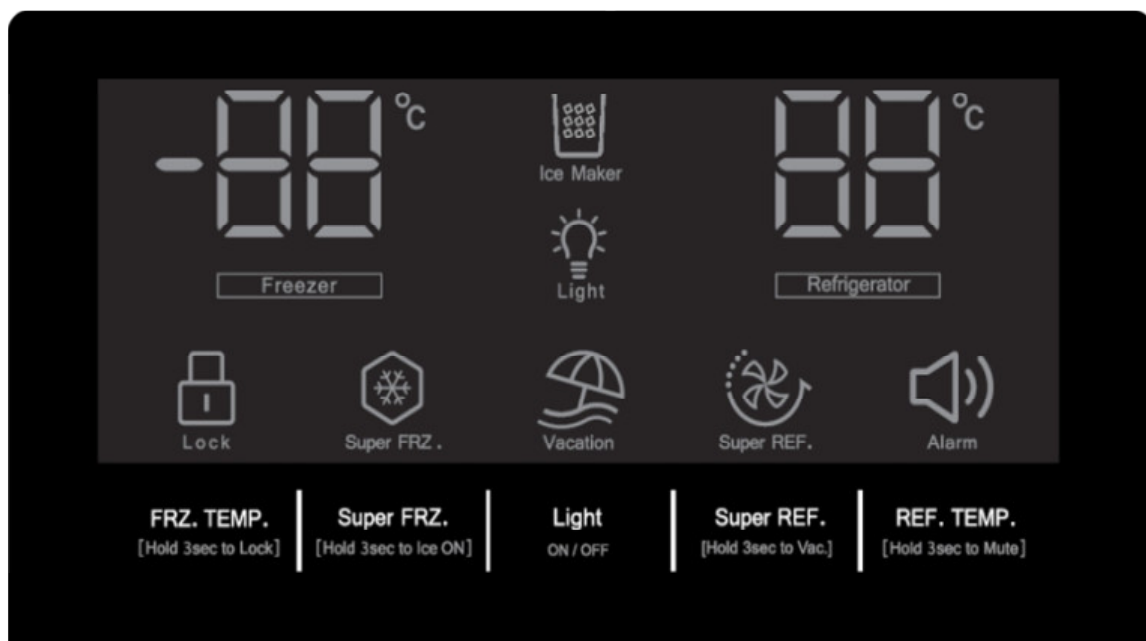 -88 °C
88 °C
Ice Maker
Light
Freezer
Refrigerator
Lock
Super FRZ.
Vacation
Super REF.
Alarm
FRZ. TEMP.
[Hold 3sec to Lock]
Super FRZ.
[Hold 3sec to Ice ON]
Light
ON / OFF
Super REF.
[Hold 3sec to Vac.]
REF. TEMP.
[Hold 3sec to Mute]